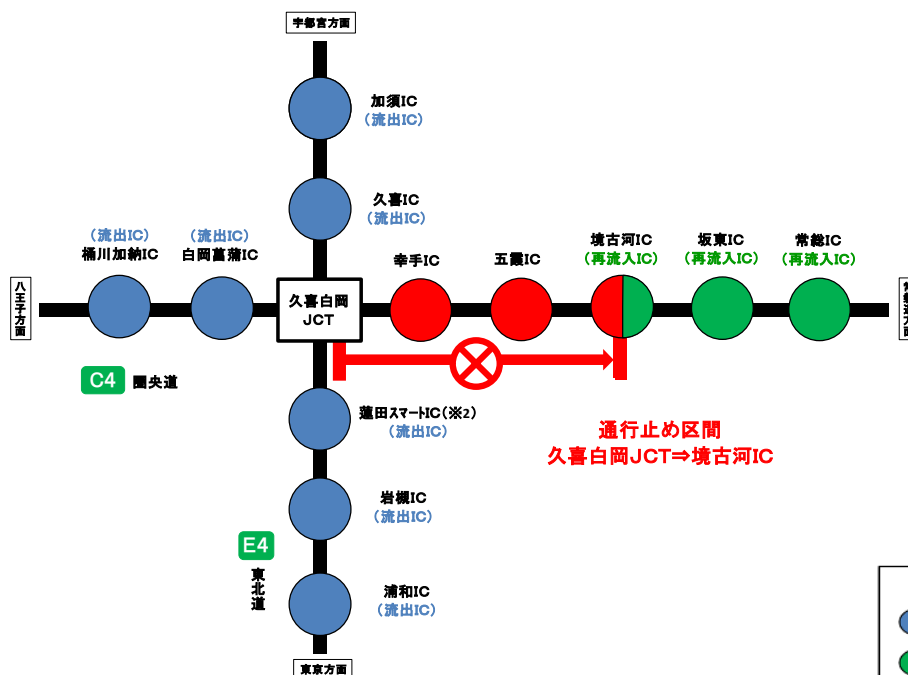 宇都宮方面
加須IC
(流出IC)
久喜IC
(流出IC)
(流出IC)
桶川加納IC
(流出IC)
白岡菖蒲IC
久喜白岡
JCT
幸手IC
五霞IC
境古河IC
(再流入IC)
坂東IC
(再流入IC)
常総IC
(再流入IC)
八王子方面
C4 圏央道
蓮田スマートIC(※2)
(流出IC)
通行止め区間
久喜白岡JCT⇒境古河IC
岩槻IC
(流出IC)
E4
東北道
浦和IC
(流出IC)
東京方面